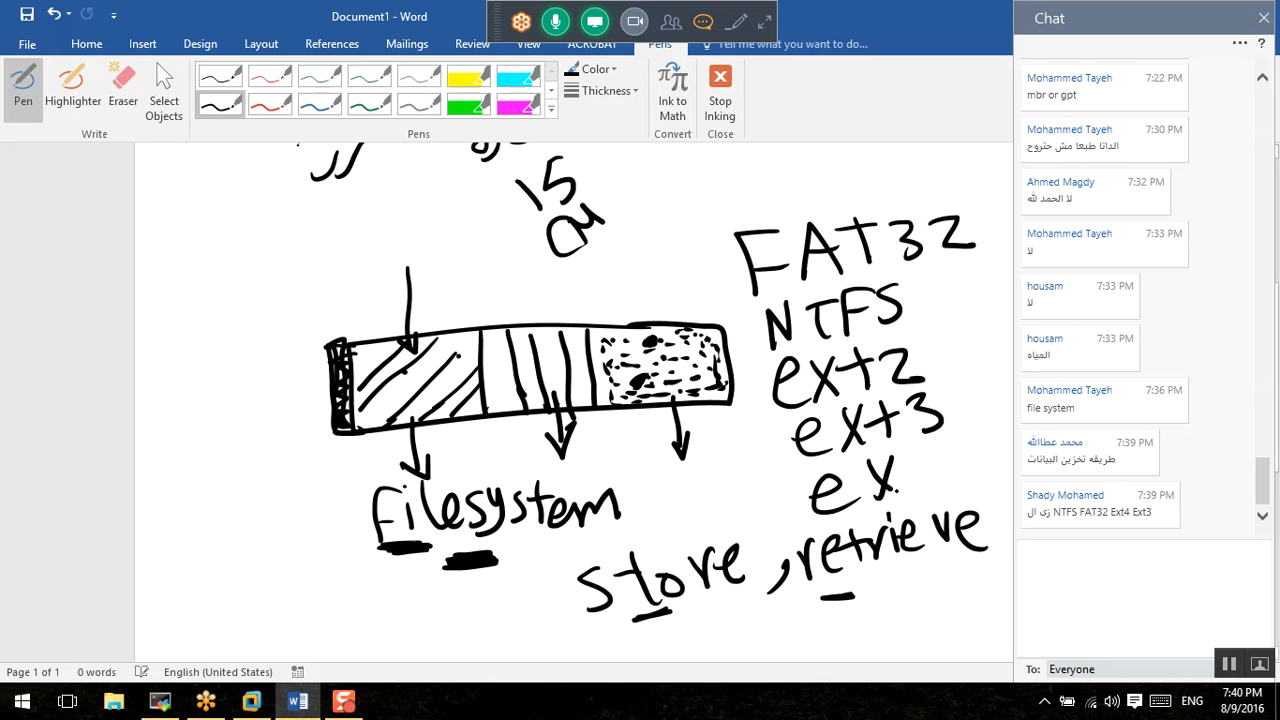 Document1 - Word
File Home Insert Design Layout References Mailings Review View ACROBAT Pens Tell me what you want to do...
Pen Highlighter Eraser Select Objects
Color
Thickness
Ink to Math
Stop Inking
Write Pens Convert Close
15
FAT32
NTFS
ext2
ext3
ex
Filesystem
store, retrieve
Chat
Mohammed Tayeh 7:22 PM
mbr or gpt
Mohammed Tayeh 7:30 PM
الداتا طبعا مش حتروح
Ahmed Magdy 7:32 PM
لا الحمد لله
Mohammed Tayeh 7:33 PM
لا
housam 7:33 PM
لا
housam 7:33 PM
المياه
Mohammed Tayeh 7:36 PM
file system
محمد عطاالله 7:39 PM
طريقه تخزين البيانات
Shady Mohamed 7:39 PM
زى ال NTFS FAT32 Ext4 Ext3
To: Everyone
Page 1 of 1 0 words English (United States)
ENG 7:40 PM
8/9/2016